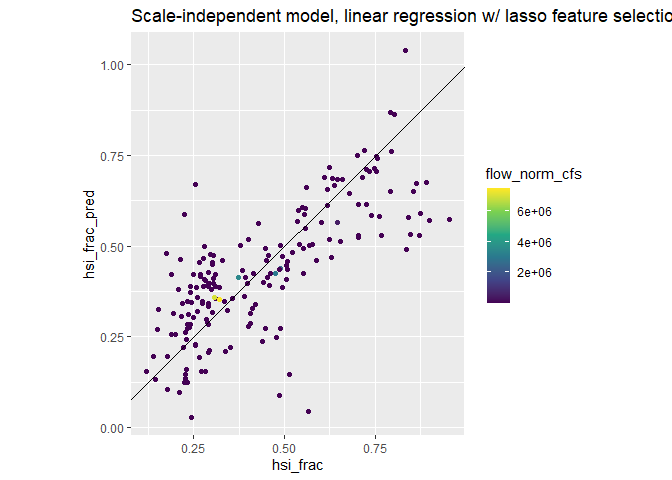 Scale-independent model, linear regression w/ lasso feature selectio
1.00
0.75
0.50
0.25
0.00
hsi_frac_pred
0.25 0.50 0.75
hsi_frac
flow_norm_cfs
6e+06
4e+06
2e+06